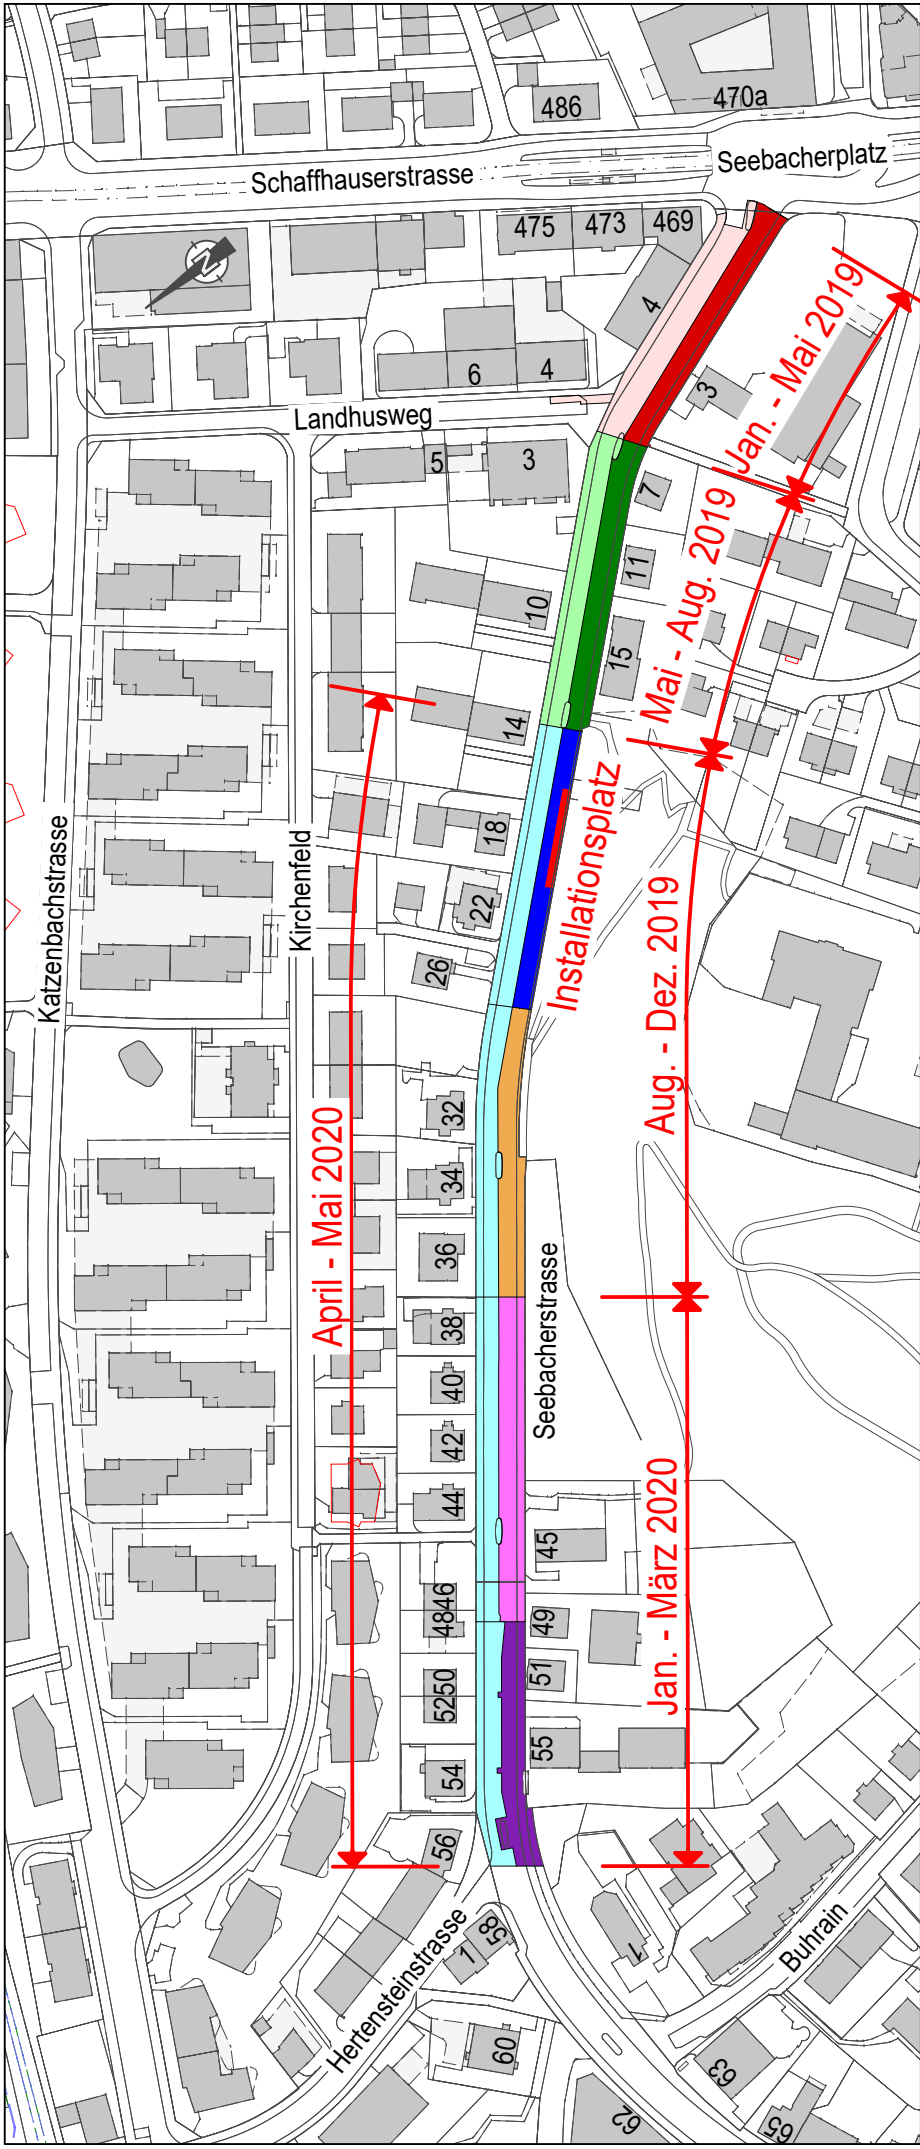 486
470a
Schaffhauserstrasse
Seebacherplatz
475
473
469
N
4
6
4
3
Jan. - Mai 2019
Landhusweg
5
3
7
11
10
15
Mai - Aug. 2019
14
18
Installationsplatz
Kirchenfeld
Katzenbachstrasse
22
26
Aug. - Dez. 2019
32
34
April - Mai 2020
36
38
Seebacherstrasse
40
42
44
45
Jan. - März 2020
4846
49
51
5250
55
54
56
58
1
1
Buhrain
Hertensteinstrasse
60
63
62
65